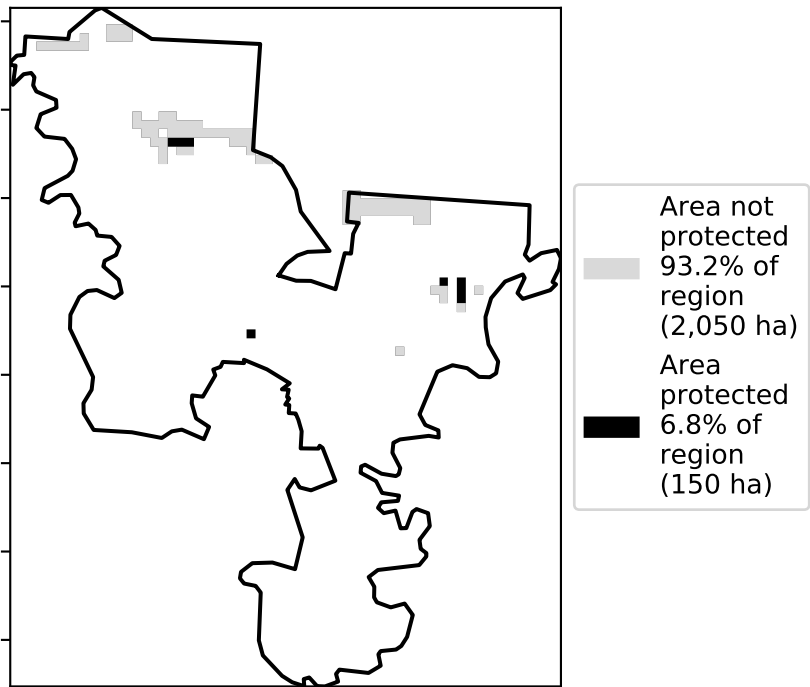 Area not
protected
93.2% of
region
(2,050 ha)
Area
protected
6.8% of
region
(150 ha)